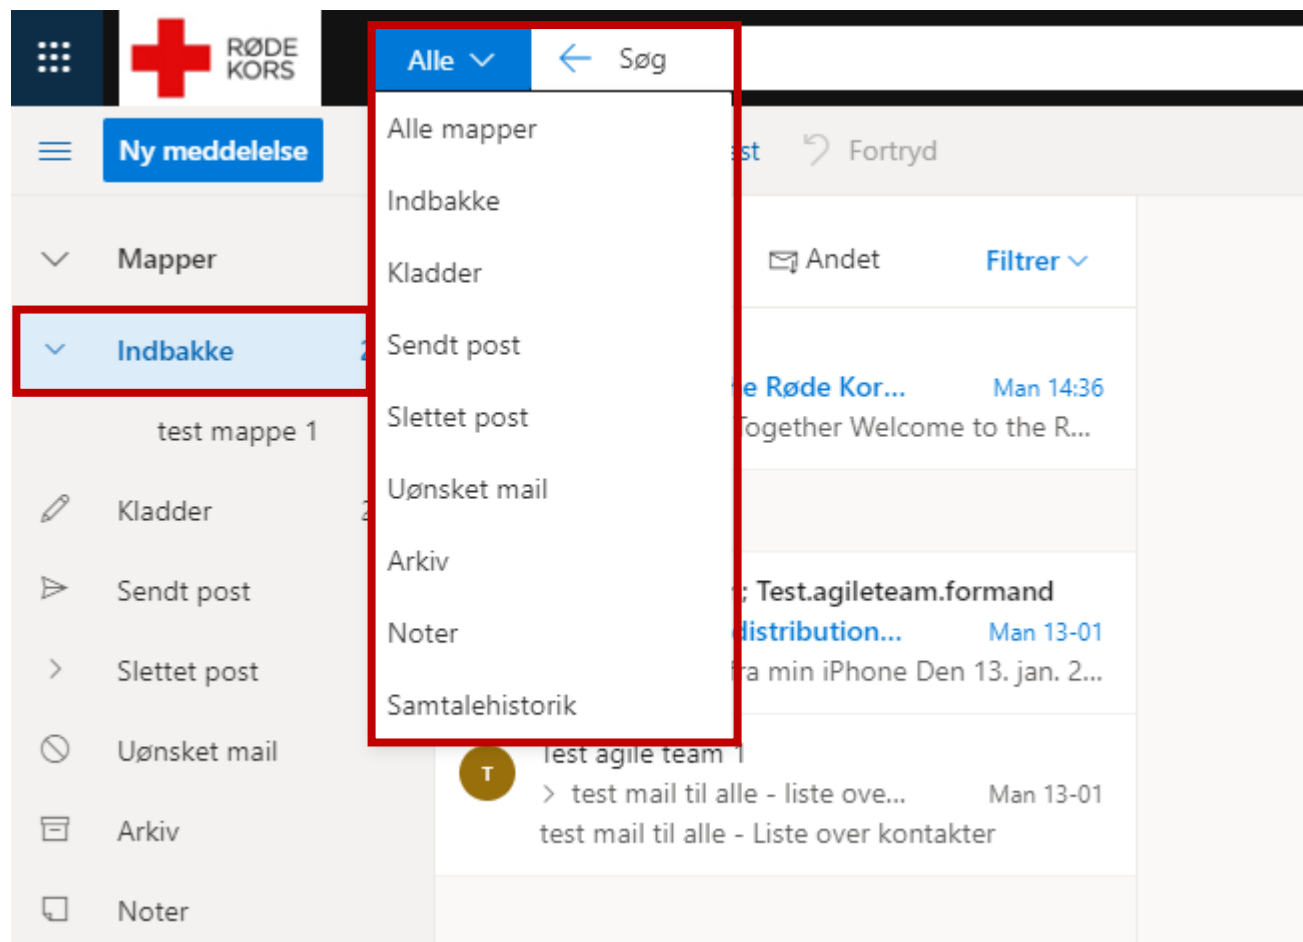 RØDE
KORS
Alle
Søg
Ny meddelelse
Fortryd
Alle mapper
Indbakke
Kladder
Sendt post
Slettet post
Uønsket mail
Arkiv
Noter
Samtalehistorik
Mapper
Indbakke
test mappe 1
Kladder
Sendt post
Slettet post
Uønsket mail
Arkiv
Noter
Andet
Filtrer
Røde Kor... Man 14:36
Together Welcome to the R...
; Test.agileteam.formand
distribution... Man 13-01
fra min iPhone Den 13. jan. 2...
T
Test agile team 1
> test mail til alle - liste ove... Man 13-01
test mail til alle - Liste over kontakter